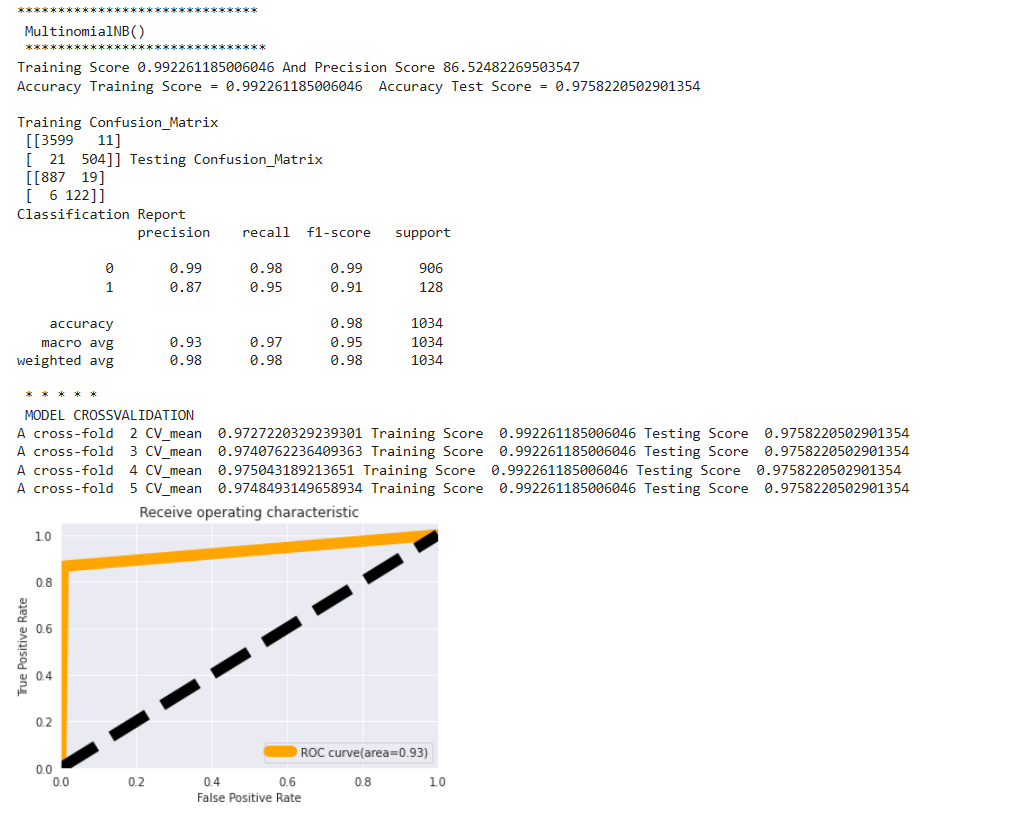 ******************************
MultinomialNB()
******************************
Training Score 0.992261185006046 And Precision Score 86.52482269503547
Accuracy Training Score = 0.992261185006046  Accuracy Test Score = 0.9758220502901354
Training Confusion_Matrix
[[3599   11]
[  21  504]] Testing Confusion_Matrix
[[887  19]
[  6 122]]
Classification Report
precision    recall  f1-score   support
0       0.99      0.98      0.99       906
1       0.87      0.95      0.91       128
accuracy                           0.98      1034
macro avg       0.93      0.97      0.95      1034
weighted avg       0.98      0.98      0.98      1034
* * * * *
MODEL CROSSVALIDATION
A cross-fold  2 CV_mean  0.9727220329239301 Training Score  0.992261185006046 Testing Score  0.9758220502901354
A cross-fold  3 CV_mean  0.9740762236409363 Training Score  0.992261185006046 Testing Score  0.9758220502901354
A cross-fold  4 CV_mean  0.975043189213651 Training Score  0.992261185006046 Testing Score  0.9758220502901354
A cross-fold  5 CV_mean  0.9748493149658934 Training Score  0.992261185006046 Testing Score  0.9758220502901354
Receive operating characteristic
1.0
0.8
0.6
0.4
0.2
0.0
True Positive Rate
ROC curve(area=0.93)
0.0 0.2 0.4 0.6 0.8 1.0
False Positive Rate